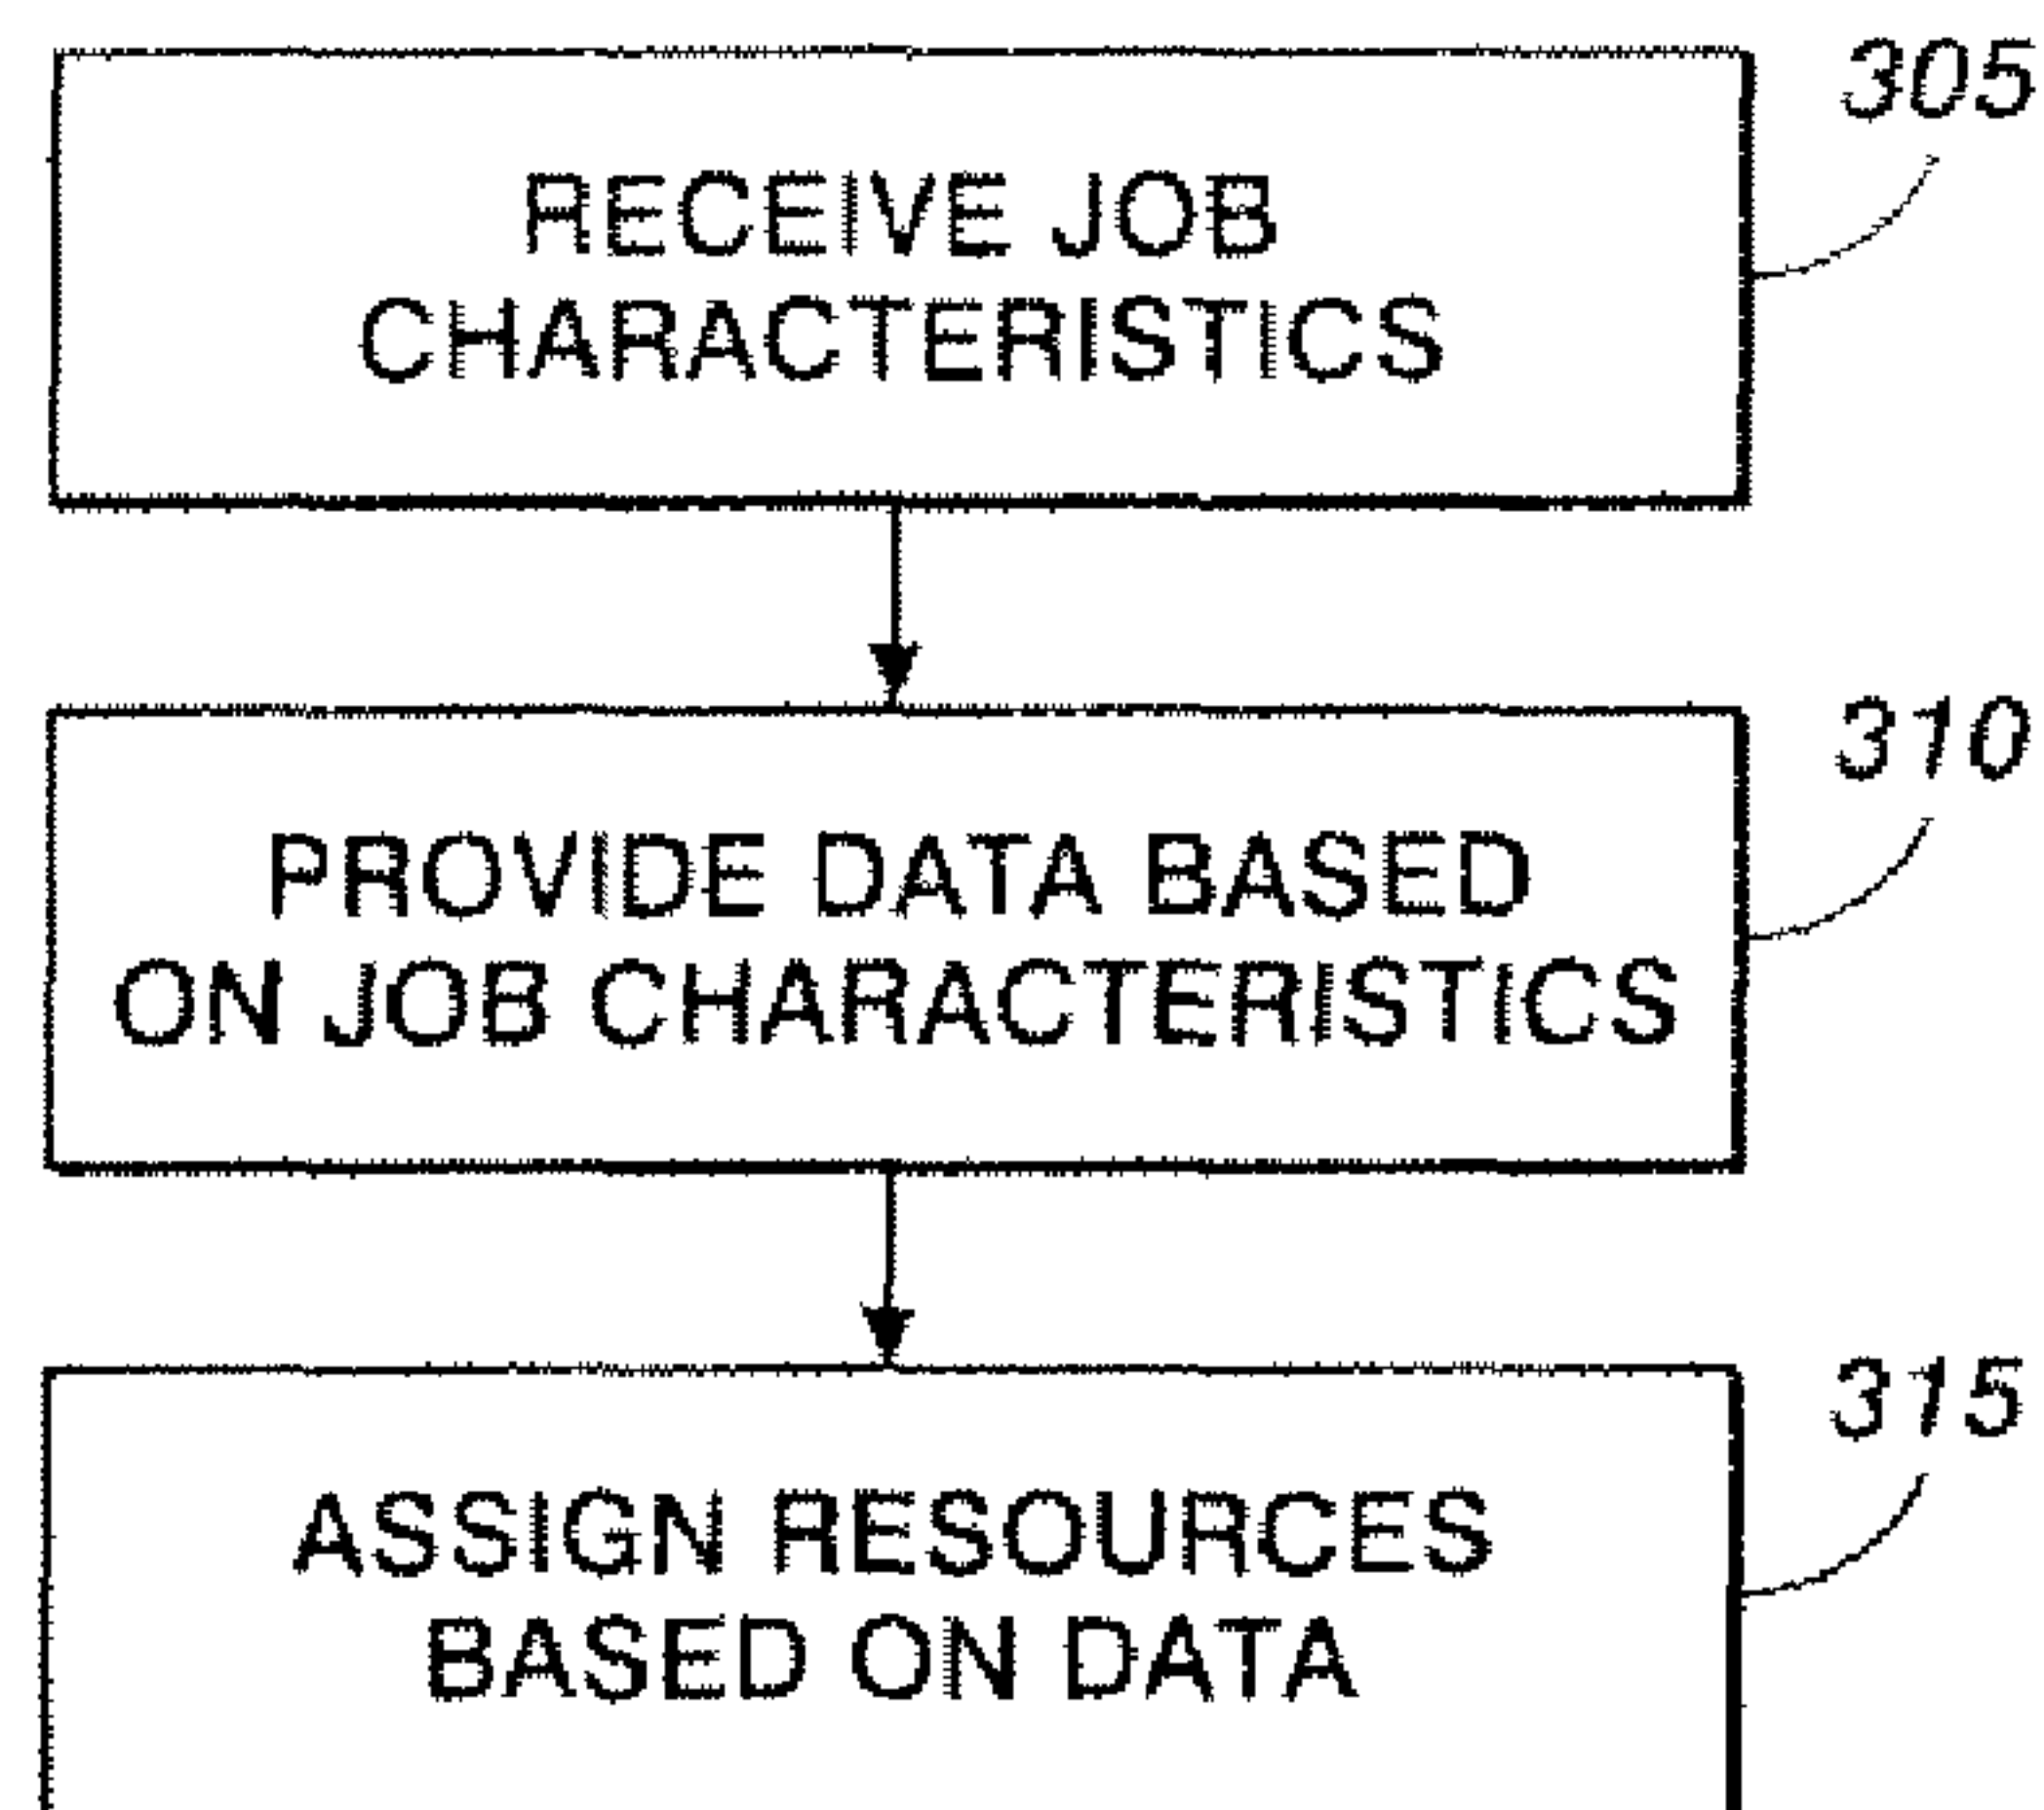 305
RECEIVE JOB
CHARACTERISTICS
310
PROVIDE DATA BASED
ON JOB CHARACTERISTICS
315
ASSIGN RESOURCES
BASED ON DATA